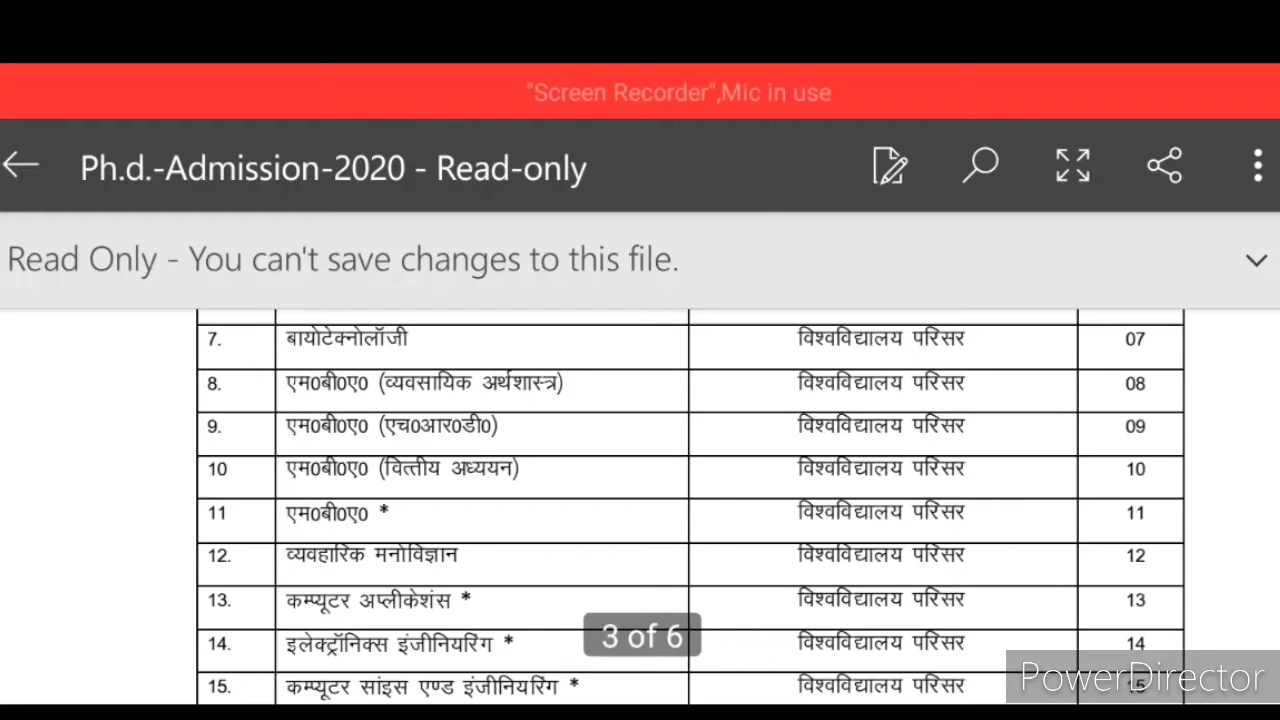 "Screen Recorder",Mic in use
Ph.d.-Admission-2020 - Read-only
Read Only - You can't save changes to this file.
7. बायोटेक्नोलॉजी विश्वविद्यालय परिसर 07
8. एम0बी0ए0 (व्यवसायिक अर्थशास्त्र) विश्वविद्यालय परिसर 08
9. एम0बी0ए0 (एच0आर0डी0) विश्वविद्यालय परिसर 09
10 एम0बी0ए0 (वित्तीय अध्ययन) विश्वविद्यालय परिसर 10
11 एम0बी0ए0 * विश्वविद्यालय परिसर 11
12. व्यवहारिक मनोविज्ञान विश्वविद्यालय परिसर 12
13. कम्प्यूटर अप्लीकेशंस * विश्वविद्यालय परिसर 13
3 of 6
14. इलेक्ट्रॉनिक्स इंजीनियरिंग * विश्वविद्यालय परिसर 14
15. कम्प्यूटर सांइस एण्ड इंजीनियरिंग * विश्वविद्यालय परिसर 15
PowerDirector